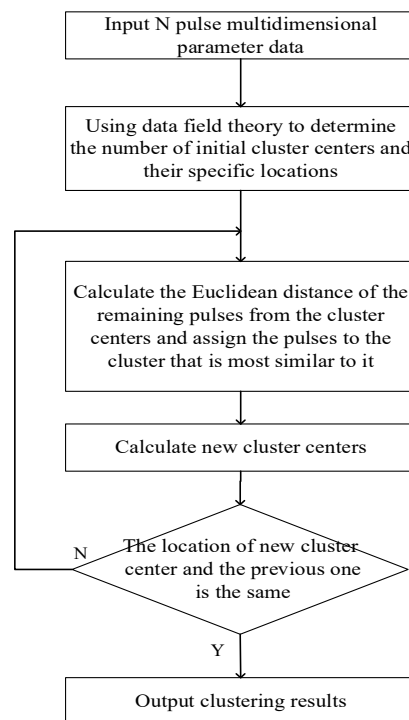 Input N pulse multidimensional
parameter data
Using data field theory to determine
the number of initial cluster centers and
their specific locations
Calculate the Euclidean distance of the
remaining pulses from the cluster
centers and assign the pulses to the
cluster that is most similar to it
Calculate new cluster centers
N
The location of new cluster
center and the previous one
is the same
Y
Output clustering results